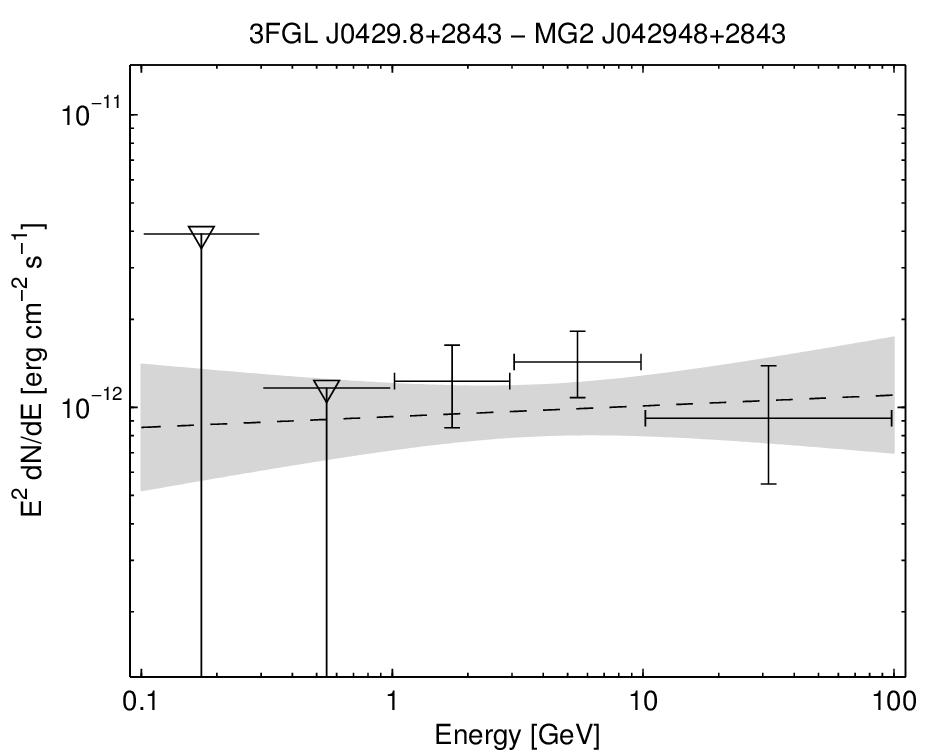 3FGL J0429.8+2843 − MG2 J042948+2843
E² dN/dE [erg cm⁻² s⁻¹]
10⁻¹¹
10⁻¹²
0.1 1 10 100
Energy [GeV]